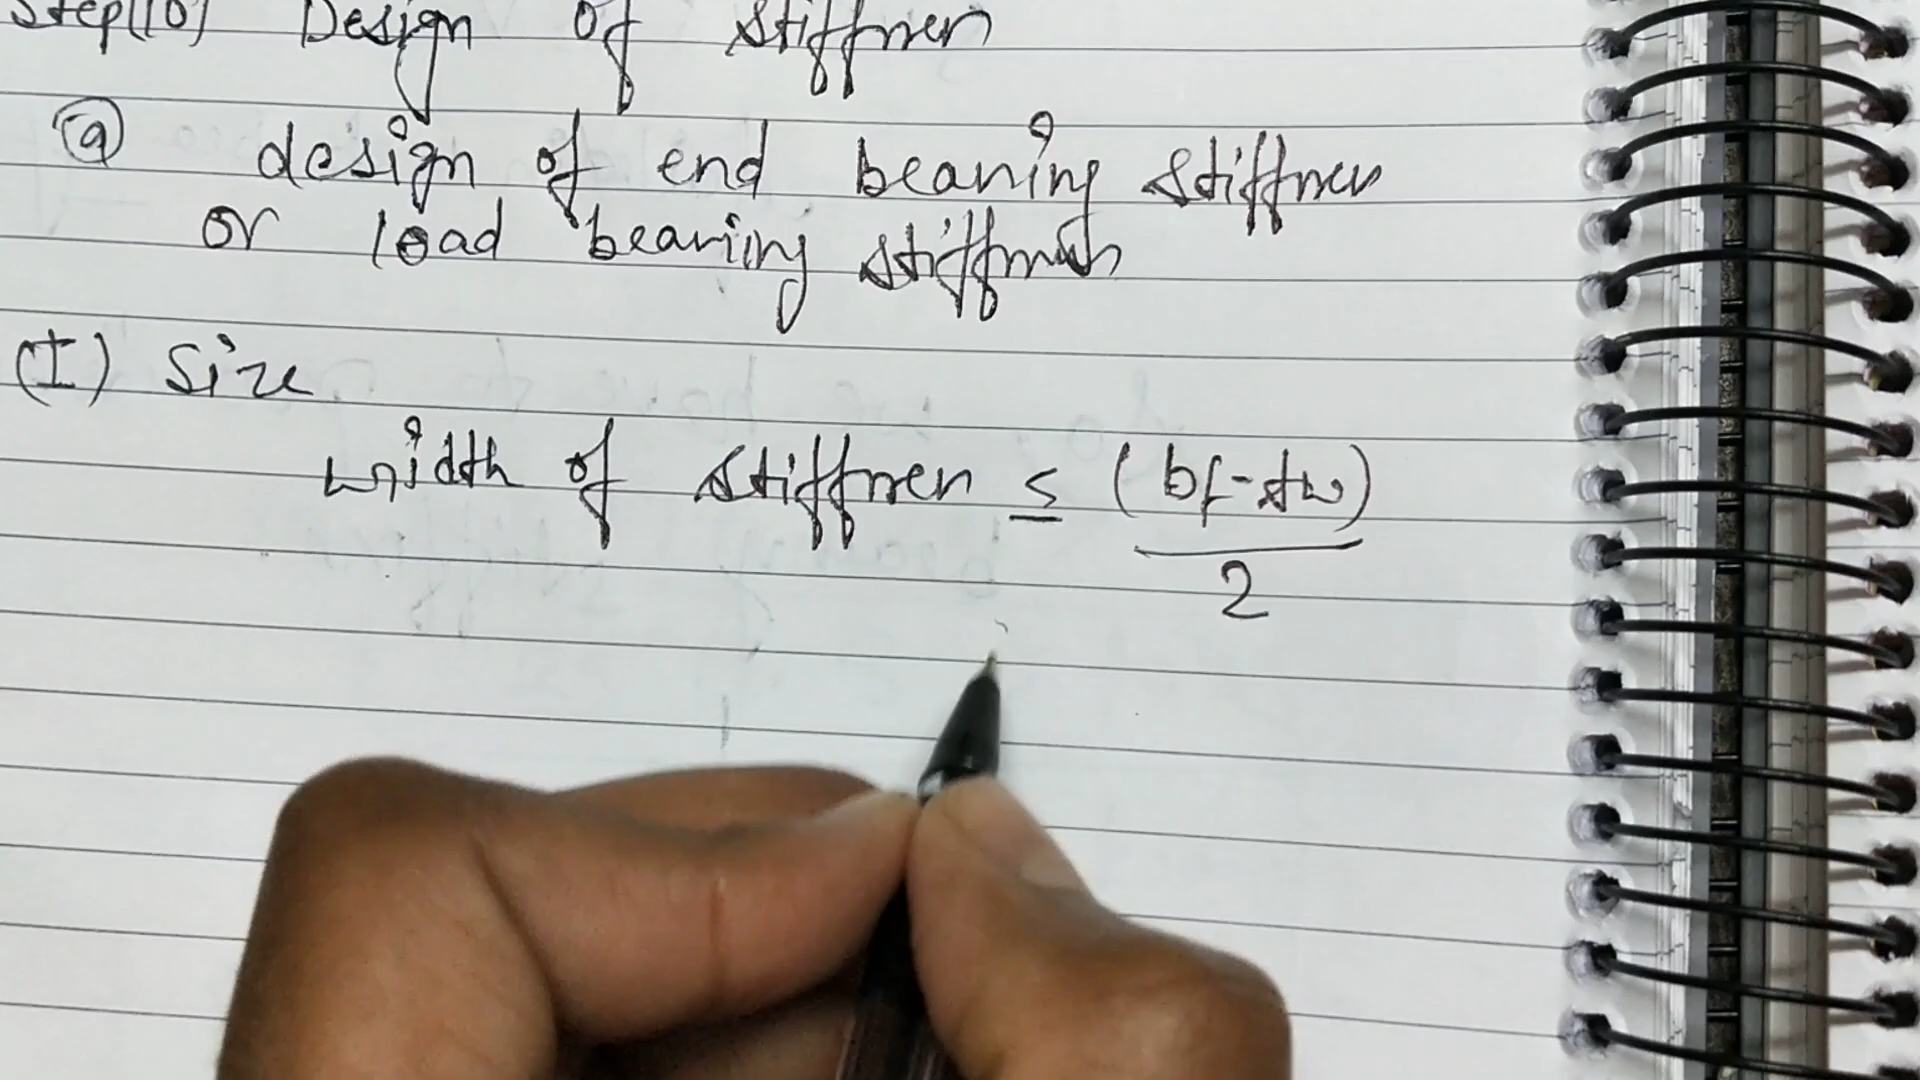 Step(10) Design of stiffner
(a) design of end bearing stiffner
or load bearing stiffner
(I) Size
width of stiffner ≤ (bf-tw)
2